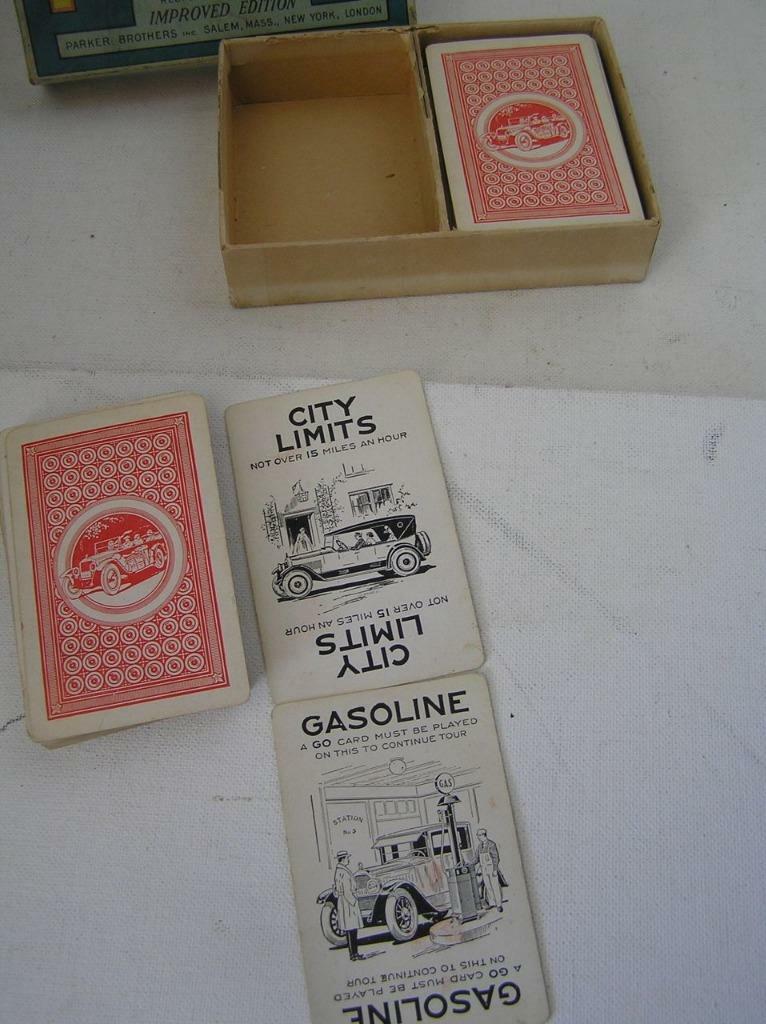 IMPROVED EDITION
PARKER BROTHERS INC. SALEM, MASS., NEW YORK, LONDON
CITY
LIMITS
NOT OVER 15 MILES AN HOUR
NOT OVER 15 MILES AN HOUR
CITY
LIMITS
GASOLINE
A GO CARD MUST BE PLAYED
ON THIS TO CONTINUE TOUR
GAS
STATION
No 3
A GO CARD MUST BE PLAYED
ON THIS TO CONTINUE TOUR
GASOLINE